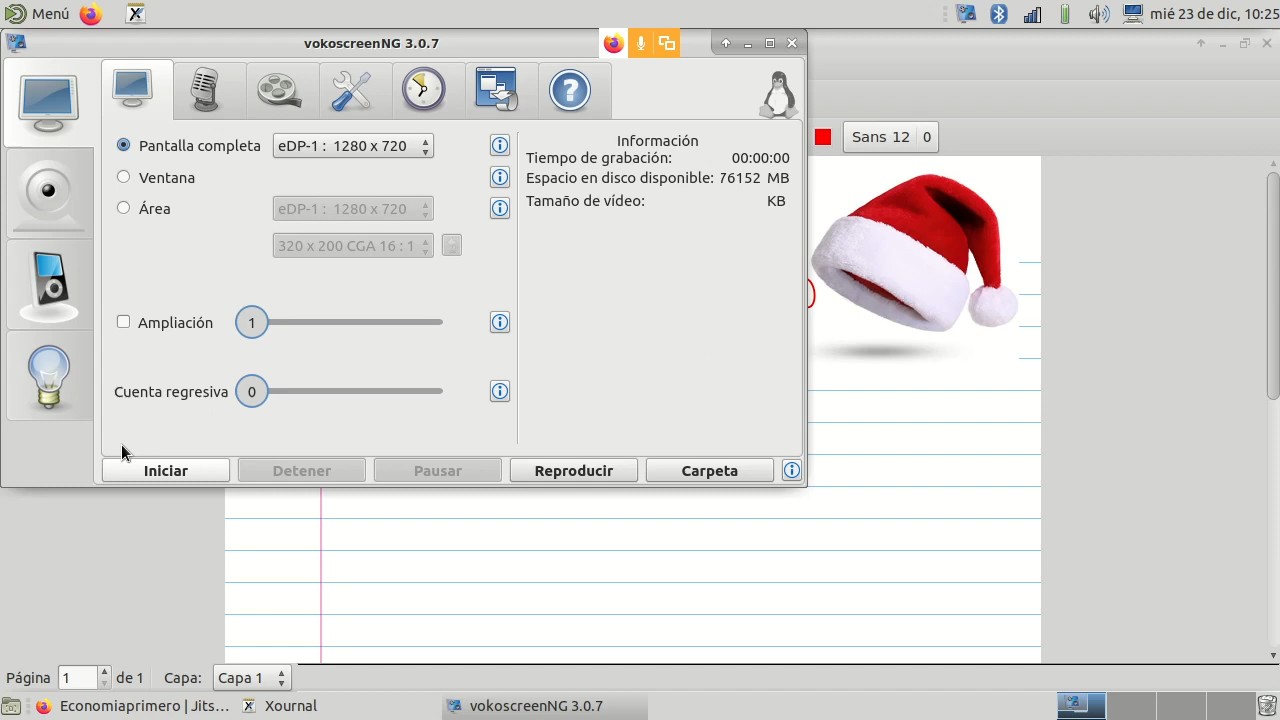 Menú
mié 23 de dic, 10:25
vokoscreenNG 3.0.7
Pantalla completa
eDP-1 : 1280 x 720
Ventana
Área
eDP-1 : 1280 x 720
320 x 200 CGA 16 : 1
Ampliación
1
Cuenta regresiva
0
Información
Tiempo de grabación: 00:00:00
Espacio en disco disponible: 76152 MB
Tamaño de vídeo: KB
Iniciar
Detener
Pausar
Reproducir
Carpeta
Sans 12 0
Página 1 de 1 Capa: Capa 1
Economiaprimero | Jits...
Xournal
vokoscreenNG 3.0.7